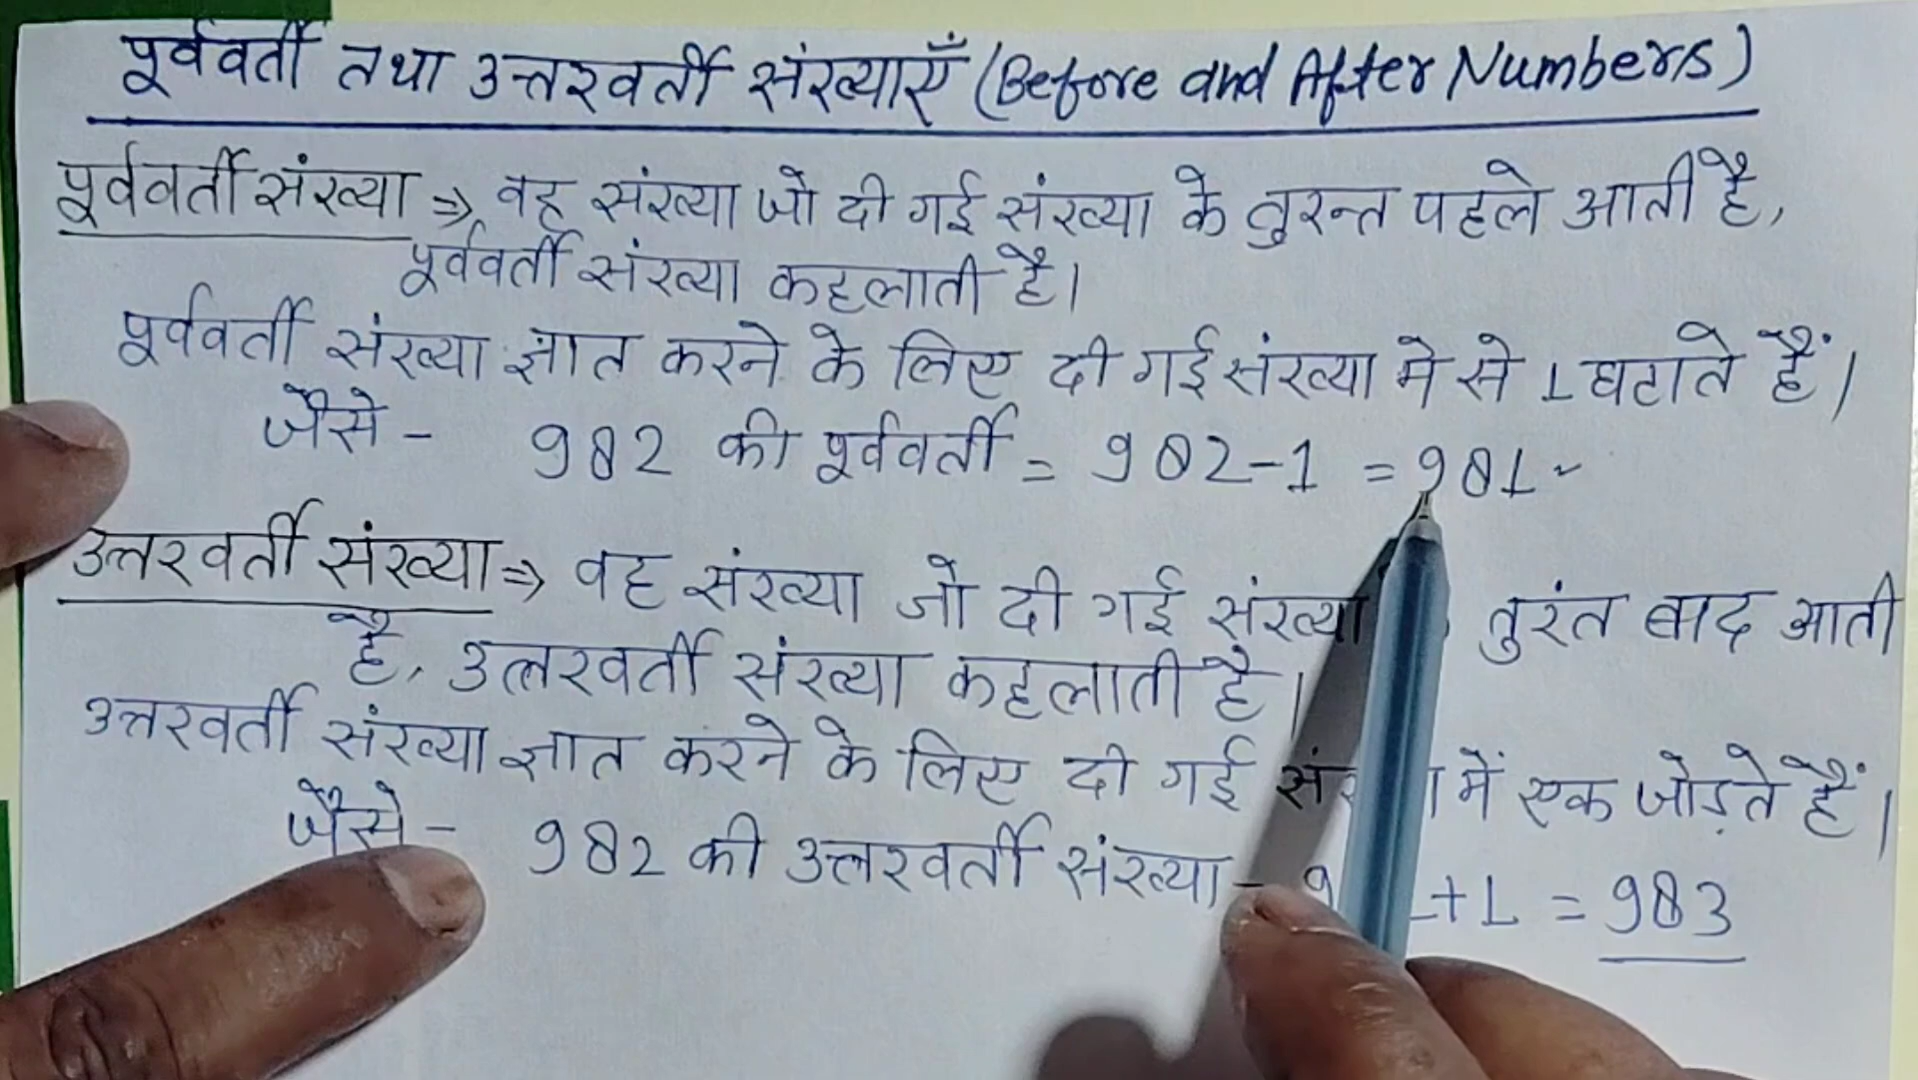 पूर्ववर्ती तथा उत्तरवर्ती संख्याएँ (Before and After Numbers)
पूर्ववर्ती संख्या ⇒ वह संख्या जो दी गई संख्या के तुरन्त पहले आती है,
पूर्ववर्ती संख्या कहलाती है।
पूर्ववर्ती संख्या ज्ञात करने के लिए दी गई संख्या मे से 1 घटाते हैं।
जैसे - 982 की पूर्ववर्ती = 982-1 = 981
उत्तरवर्ती संख्या ⇒ वह संख्या जो दी गई संख्या तुरंत बाद आती
है, उत्तरवर्ती संख्या कहलाती है।
उत्तरवर्ती संख्या ज्ञात करने के लिए दी गई में एक जोड़ते हैं।
जैसे - 982 की उत्तरवर्ती संख्या - +1 = 983